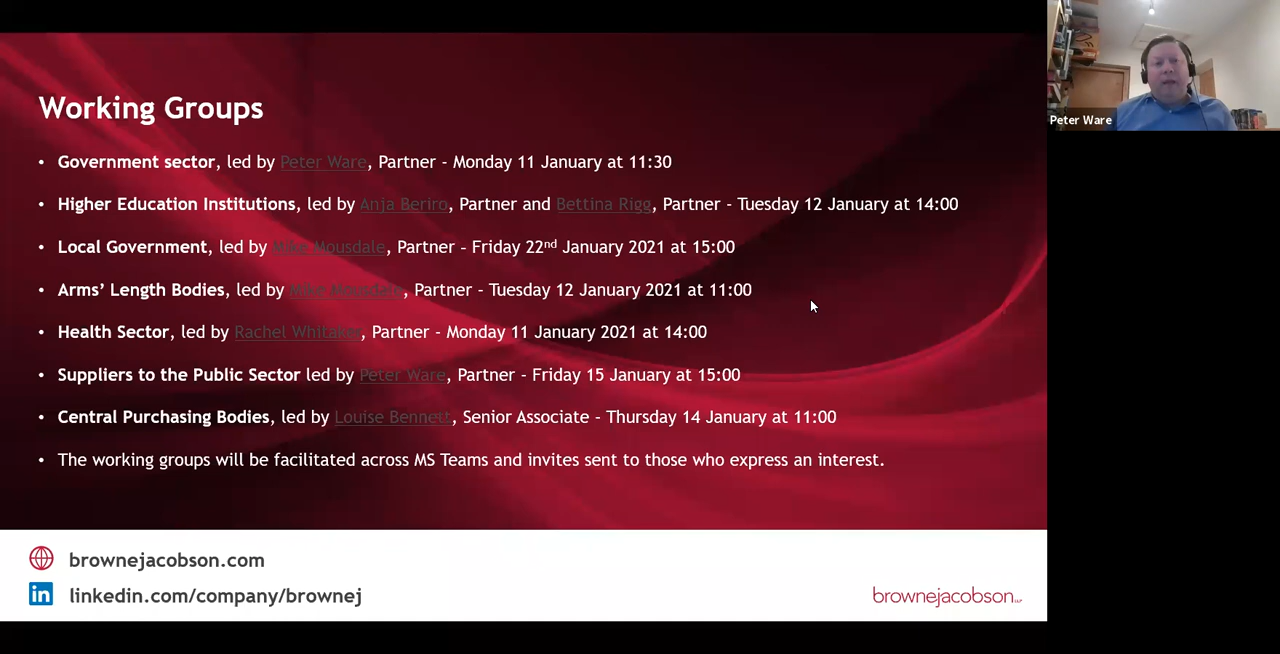 Working Groups
• Government sector, led by Peter Ware, Partner - Monday 11 January at 11:30
• Higher Education Institutions, led by Anja Beriro, Partner and Bettina Rigg, Partner - Tuesday 12 January at 14:00
• Local Government, led by Mike Mousdale, Partner - Friday 22nd January 2021 at 15:00
• Arms’ Length Bodies, led by Mike Mousdale, Partner - Tuesday 12 January 2021 at 11:00
• Health Sector, led by Rachel Whitaker, Partner - Monday 11 January 2021 at 14:00
• Suppliers to the Public Sector led by Peter Ware, Partner - Friday 15 January at 15:00
• Central Purchasing Bodies, led by Louise Bennett, Senior Associate - Thursday 14 January at 11:00
• The working groups will be facilitated across MS Teams and invites sent to those who express an interest.
brownejacobson.com
in linkedin.com/company/brownej
brownejacobson LLP
Peter Ware